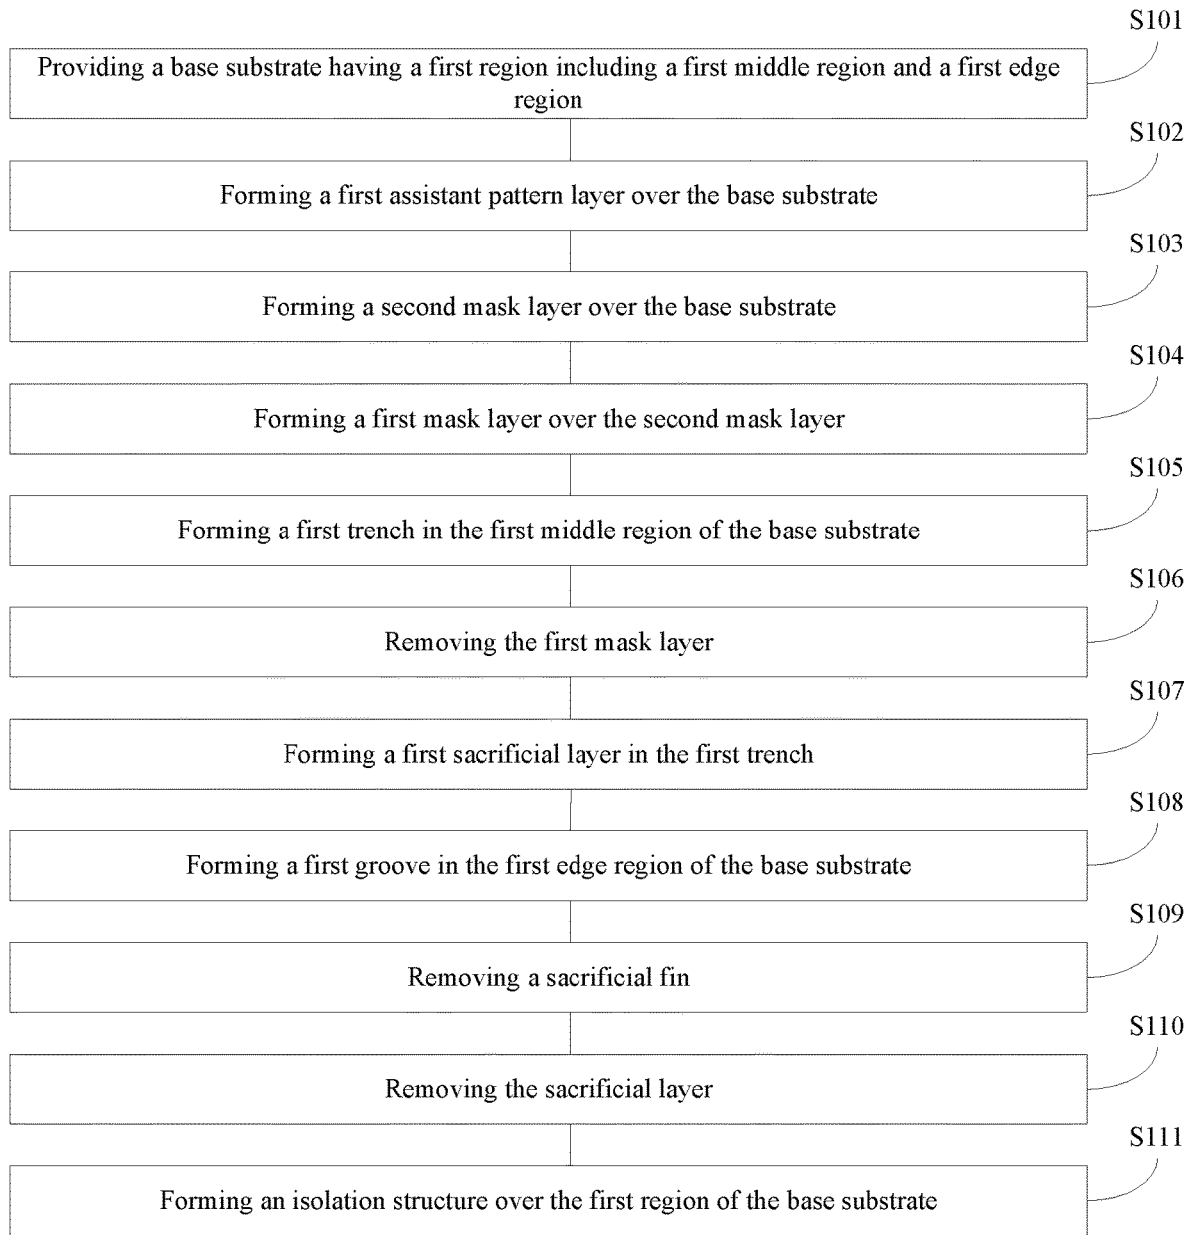 S101
Providing a base substrate having a first region including a first middle region and a first edge
region
S102
Forming a first assistant pattern layer over the base substrate
S103
Forming a second mask layer over the base substrate
S104
Forming a first mask layer over the second mask layer
S105
Forming a first trench in the first middle region of the base substrate
S106
Removing the first mask layer
S107
Forming a first sacrificial layer in the first trench
S108
Forming a first groove in the first edge region of the base substrate
S109
Removing a sacrificial fin
S110
Removing the sacrificial layer
S111
Forming an isolation structure over the first region of the base substrate